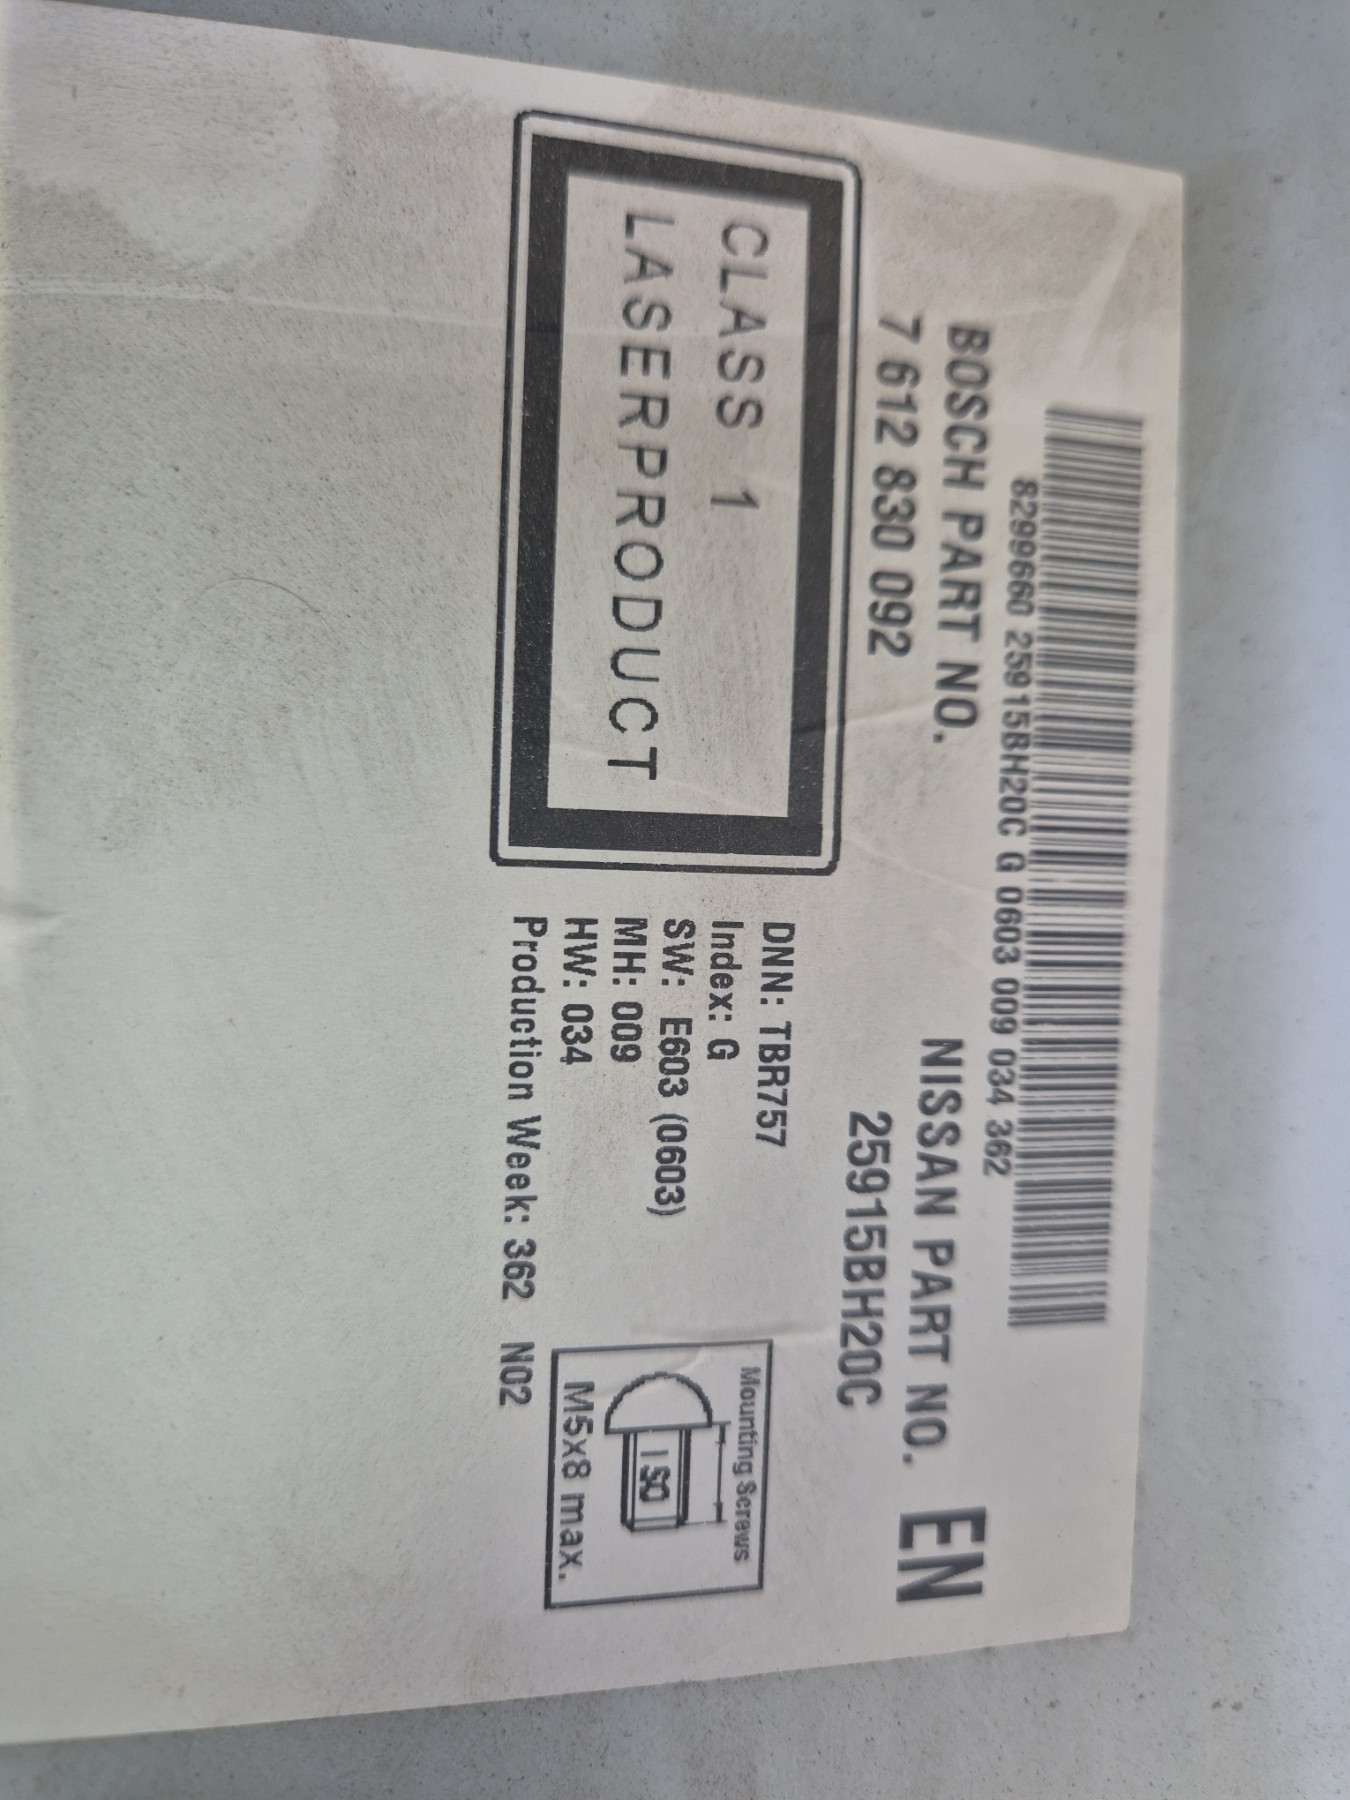 8299660 25915BH20C G 0603 009 034 362
BOSCH PART NO.
7 612 830 092
NISSAN PART NO.
25915BH20C
EN
CLASS 1
LASERPRODUCT
DNN: TBR757
Index: G
SW: E603 (0603)
MH: 009
HW: 034
Production Week: 362 N02
Mounting Screws
ISO
M5x8 max.